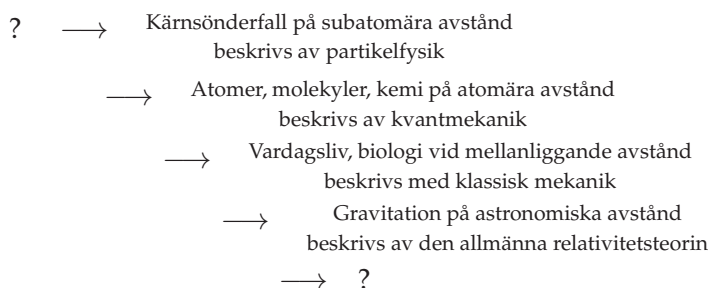 ? ⟶ Kärnsönderfall på subatomära avstånd
beskrivs av partikelfysik
⟶ Atomer, molekyler, kemi på atomära avstånd
beskrivs av kvantmekanik
⟶ Vardagsliv, biologi vid mellanliggande avstånd
beskrivs med klassisk mekanik
⟶ Gravitation på astronomiska avstånd
beskrivs av den allmänna relativitetsteorin
⟶ ?